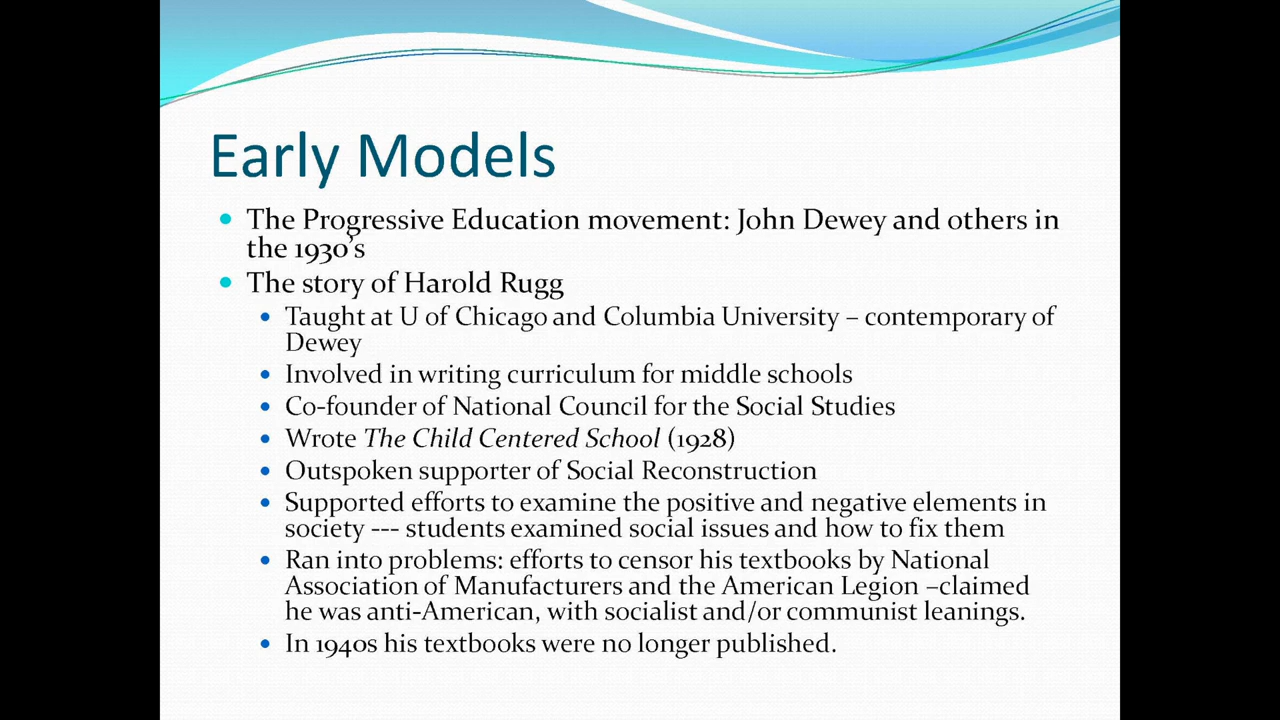 Early Models
The Progressive Education movement: John Dewey and others in
the 1930's
The story of Harold Rugg
Taught at U of Chicago and Columbia University – contemporary of
Dewey
Involved in writing curriculum for middle schools
Co-founder of National Council for the Social Studies
Wrote The Child Centered School (1928)
Outspoken supporter of Social Reconstruction
Supported efforts to examine the positive and negative elements in
society --- students examined social issues and how to fix them
Ran into problems: efforts to censor his textbooks by National
Association of Manufacturers and the American Legion –claimed
he was anti-American, with socialist and/or communist leanings.
In 1940s his textbooks were no longer published.